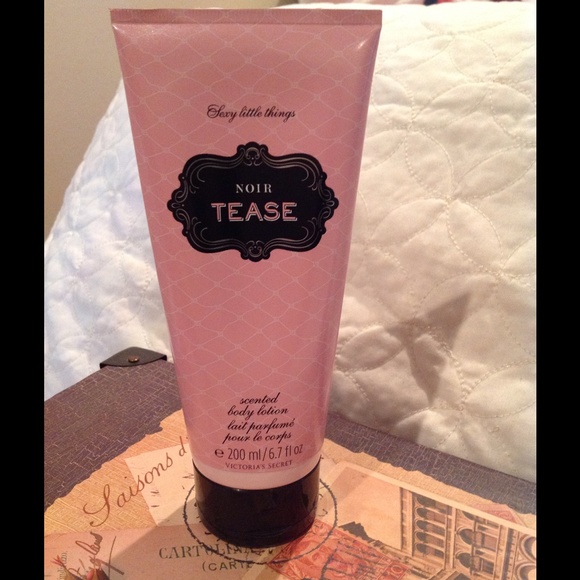 Sexy little things
NOIR
TEASE
scented
body lotion
lait parfumé
pour le corps
e 200 ml/6.7 fl oz
VICTORIA'S SECRET
Saisons
CARTOL
(CARTE